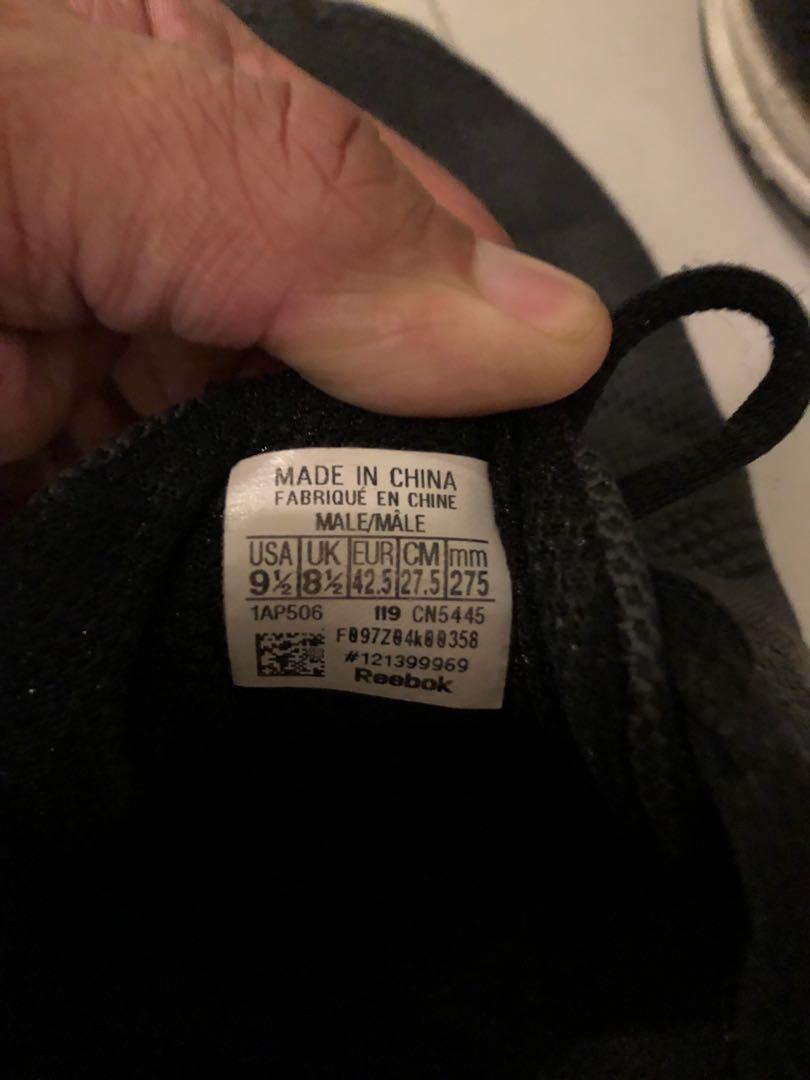 MADE IN CHINA
FABRIQUÉ EN CHINE
MALE/MÂLE
USA UK EUR CM mm
9½ 8½ 42.5 27.5 275
1AP506 119 CN5445
F097Z04k00358
#121399969
Reebok